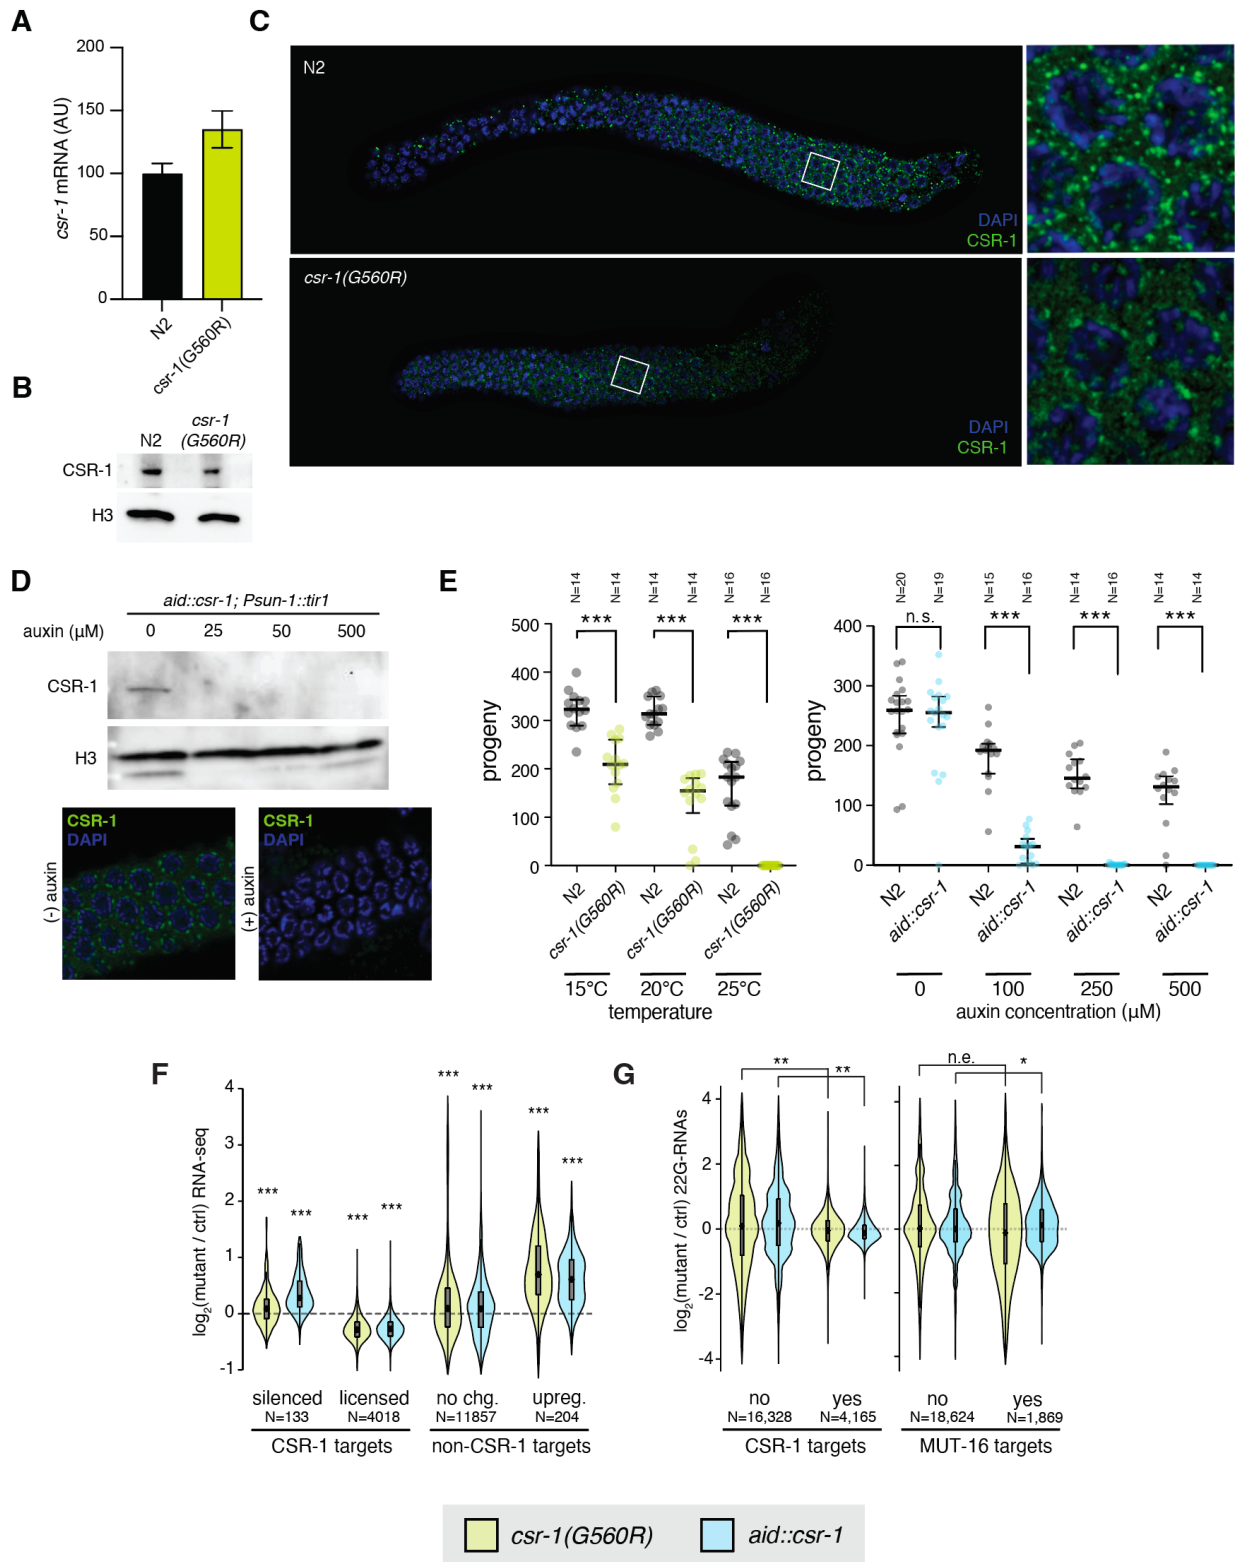 A
200
150
100
50
0
csr-1 mRNA (AU)
N2
csr-1(G560R)
B
N2
csr-1
(G560R)
CSR-1
H3
C
N2
DAPI
CSR-1
csr-1(G560R)
DAPI
CSR-1
D
aid::csr-1; Psun-1::tir1
auxin (µM) 0 25 50 500
CSR-1
H3
CSR-1
DAPI
(-) auxin
CSR-1
DAPI
(+) auxin
E
N=14 N=14 N=14 N=14 N=16 N=16
*** *** ***
500
400
300
200
100
0
progeny
N2 csr-1(G560R) N2 csr-1(G560R) N2 csr-1(G560R)
15°C 20°C 25°C
temperature
N=20 N=19 N=15 N=16 N=14 N=16 N=14 N=14
n.s. *** *** ***
400
300
200
100
0
progeny
N2 aid::csr-1 N2 aid::csr-1 N2 aid::csr-1 N2 aid::csr-1
0 100 250 500
auxin concentration (µM)
F
4
3
2
1
0
-1
log2(mutant / ctrl) RNA-seq
*** *** *** *** *** *** *** ***
silenced licensed no chg. upreg.
N=133 N=4018 N=11857 N=204
CSR-1 targets non-CSR-1 targets
G
4
2
0
-2
-4
log2(mutant / ctrl) 22G-RNAs
** ** n.e. *
no yes no yes
N=16,328 N=4,165 N=18,624 N=1,869
CSR-1 targets MUT-16 targets
csr-1(G560R) aid::csr-1